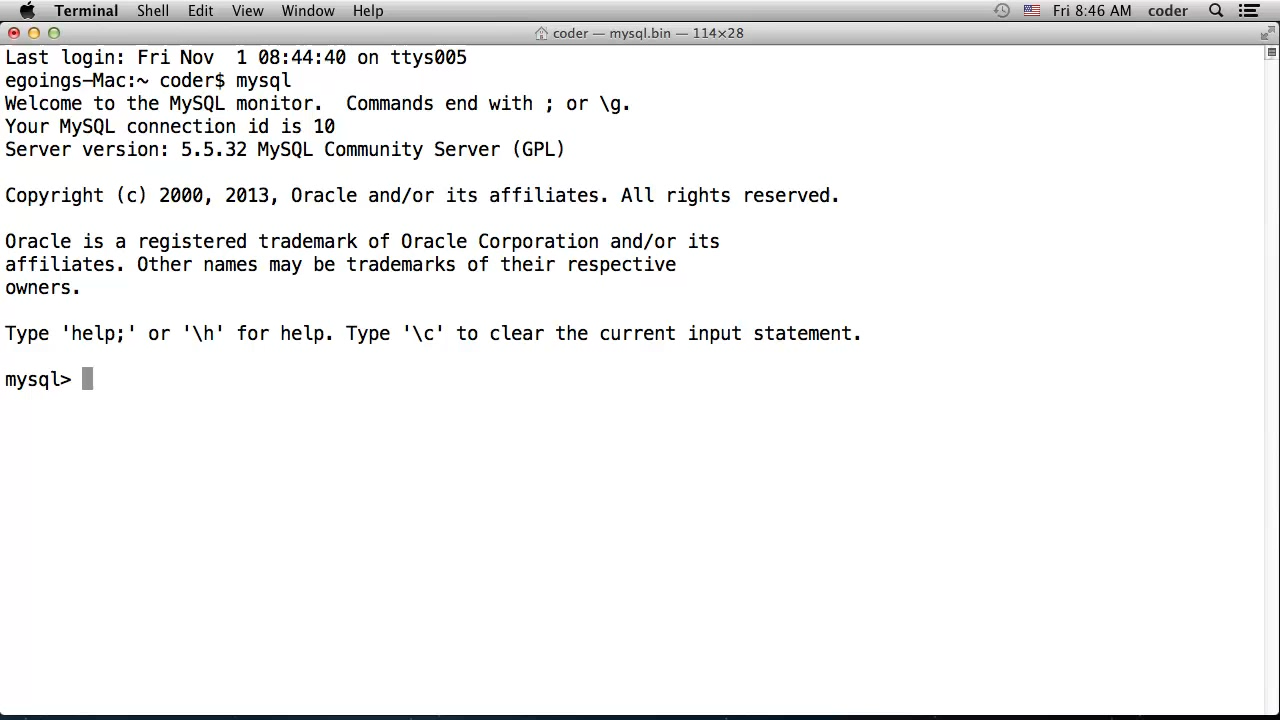 Terminal Shell Edit View Window Help Fri 8:46 AM coder
coder — mysql.bin — 114×28
Last login: Fri Nov  1 08:44:40 on ttys005
egoings-Mac:~ coder$ mysql
Welcome to the MySQL monitor.  Commands end with ; or \g.
Your MySQL connection id is 10
Server version: 5.5.32 MySQL Community Server (GPL)
Copyright (c) 2000, 2013, Oracle and/or its affiliates. All rights reserved.
Oracle is a registered trademark of Oracle Corporation and/or its
affiliates. Other names may be trademarks of their respective
owners.
Type 'help;' or '\h' for help. Type '\c' to clear the current input statement.
mysql>